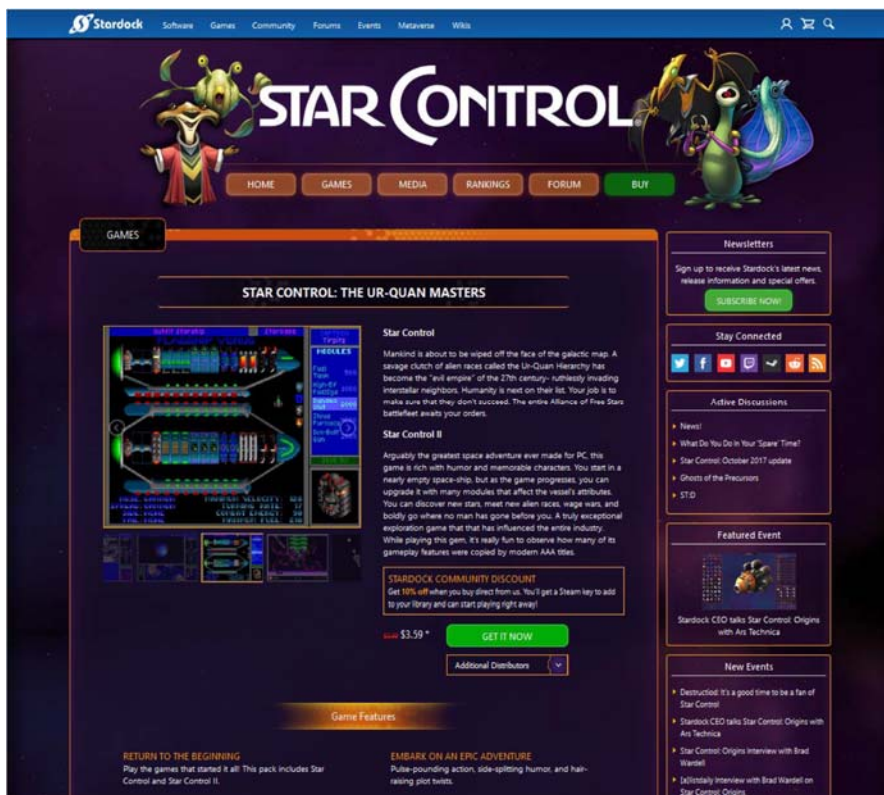 Stardock Software Games Community Forums Events Metaverse Wikis
STAR CONTROL
HOME GAMES MEDIA RANKINGS FORUM BUY
GAMES
STAR CONTROL: THE UR-QUAN MASTERS
OUTFIT STARSHIP
MODULES
Star Control
Mankind is about to be wiped off the face of the galactic map. A
savage clutch of alien races called the Ur-Quan Hierarchy has
become the "evil empire" of the 27th century- ruthlessly invading
interstellar neighbors. Humanity is next on their list. Your job is to
make sure that they don't succeed. The entire Alliance of Free Stars
battlefleet awaits your orders.
Star Control II
Arguably the greatest space adventure ever made for PC, this
game is rich with humor and memorable characters. You start in a
nearly empty space-ship, but as the game progresses, you can
upgrade it with many modules that affect the vessel's attributes.
You can discover new stars, meet new alien races, wage wars, and
boldly go where no man has gone before you. A truly exceptional
exploration game that that has influenced the entire industry.
While playing this gem, it's really fun to observe how many of its
gameplay features were copied by modern AAA titles.
STARDOCK COMMUNITY DISCOUNT
Get 10% off when you buy direct from us. You'll get a Steam key to add
to your library and can start playing right away!
$3.59 *
GET IT NOW
Additional Distributors
Game Features
RETURN TO THE BEGINNING
Play the games that started it all! This pack includes Star
Control and Star Control II.
EMBARK ON AN EPIC ADVENTURE
Pulse-pounding action, side-splitting humor, and hair-
raising plot twists.
Newsletters
Sign up to receive Stardock's latest news,
release information and special offers.
SUBSCRIBE NOW!
Stay Connected
Active Discussions
News!
What Do You Do In Your 'Spare' Time?
Star Control: October 2017 update
Ghosts of the Precursors
ST:D
Featured Event
Stardock CEO talks Star Control: Origins
with Ars Technica
New Events
Destructiod: It's a good time to be a fan of
Star Control
Stardock CEO talks Star Control: Origins with
Ars Technica
Star Control: Origins Interview with Brad
Wardell
[a]listdaily Interview with Brad Wardell on
Star Control: Origins